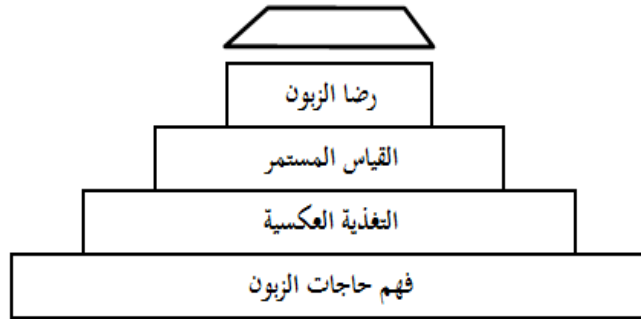 رضا الزبون
القياس المستمر
التغذية العكسية
فهم حاجات الزبون